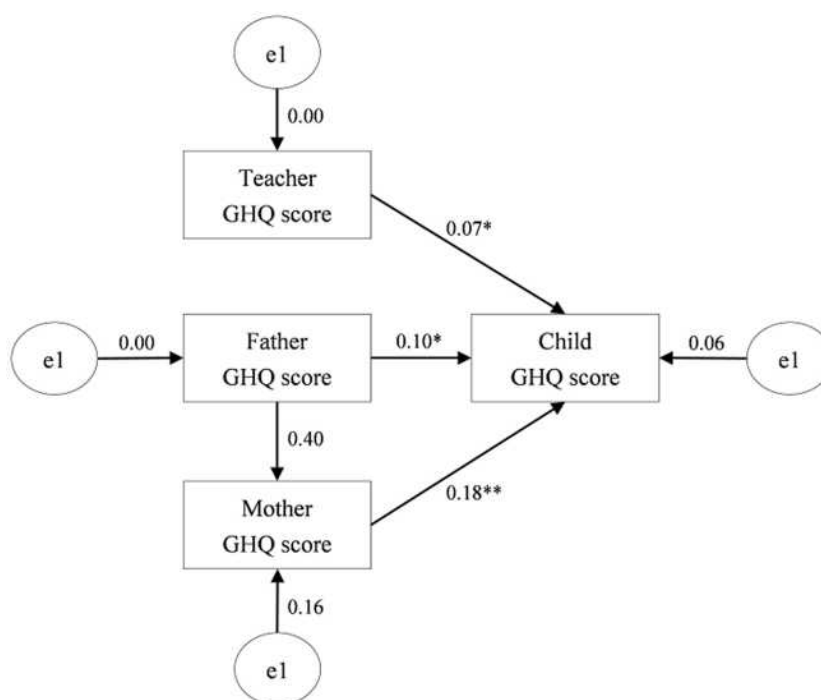 e1
0.00
Teacher
GHQ score
0.07*
e1
0.00
Father
GHQ score
0.10*
Child
GHQ score
0.06
e1
0.40
Mother
GHQ score
0.18**
0.16
e1